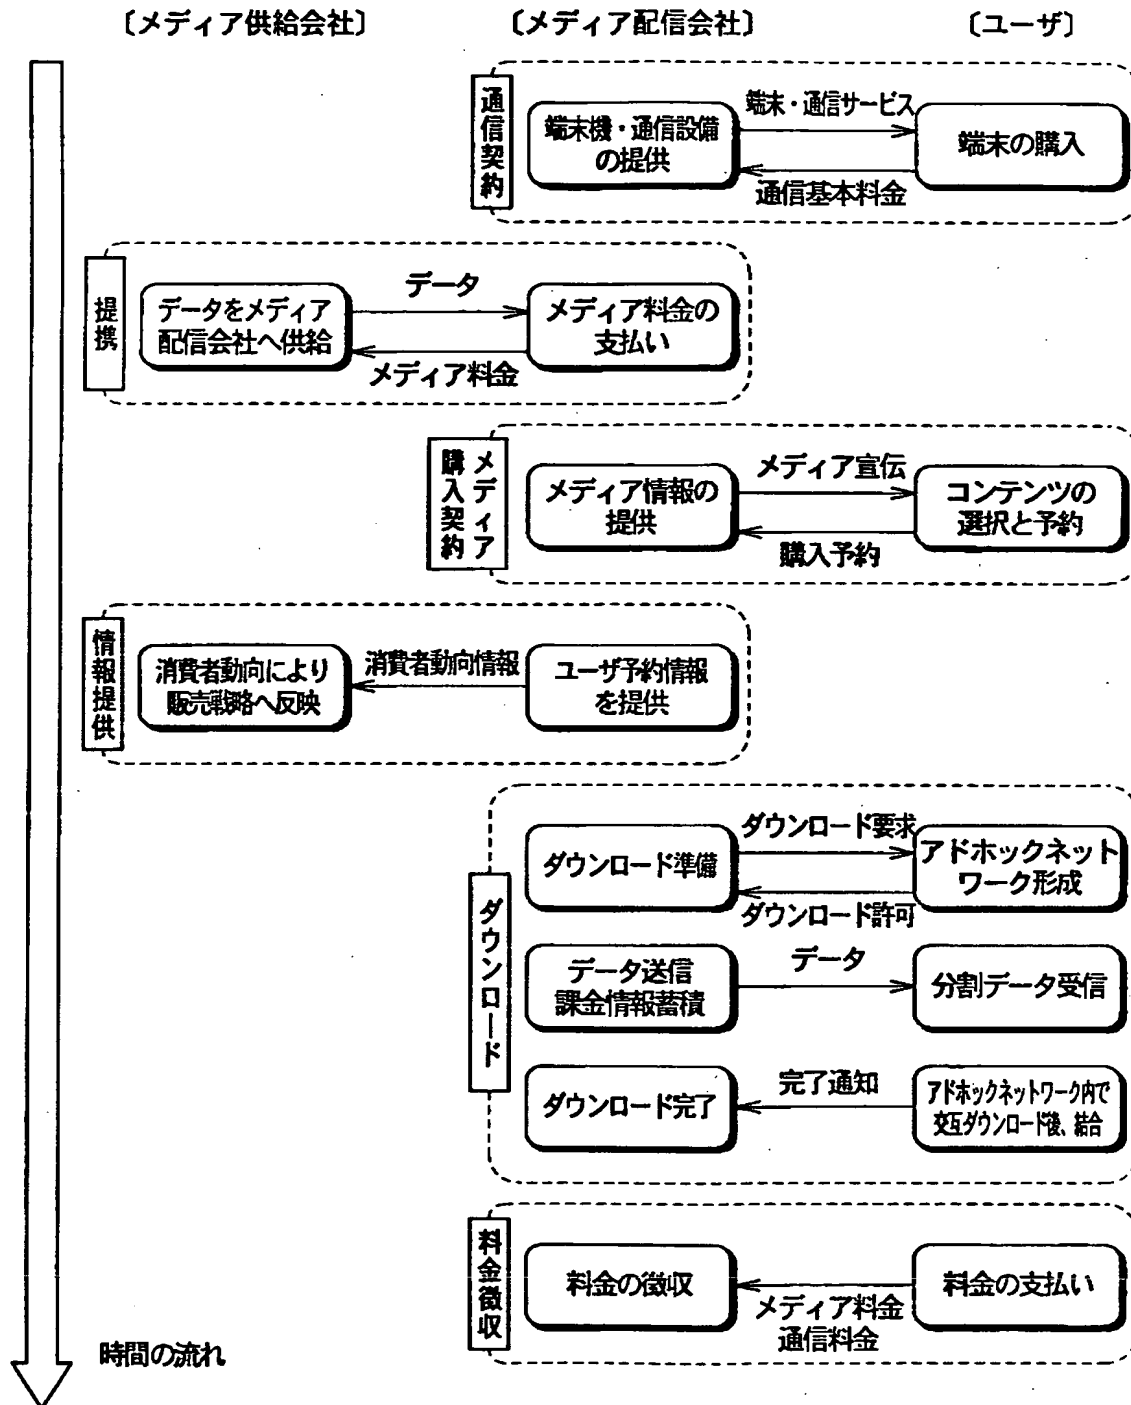 〔メディア供給会社〕
〔メディア配信会社〕
〔ユーザ〕
通信契約
端末機・通信設備
の提供
端末・通信サービス
通信基本料金
端末の購入
提携
データをメディア
配信会社へ供給
データ
メディア料金
メディア料金の
支払い
メディア
購入契約
メディア情報の
提供
メディア宣伝
購入予約
コンテンツの
選択と予約
情報提供
消費者動向により
販売戦略へ反映
消費者動向情報
ユーザ予約情報
を提供
ダウンロード
ダウンロード準備
ダウンロード要求
ダウンロード許可
アドホックネット
ワーク形成
データ送信
課金情報蓄積
データ
分割データ受信
ダウンロード完了
完了通知
アドホックネットワーク内で
交互ダウンロード後、結合
料金徴収
料金の徴収
メディア料金
通信料金
料金の支払い
時間の流れ